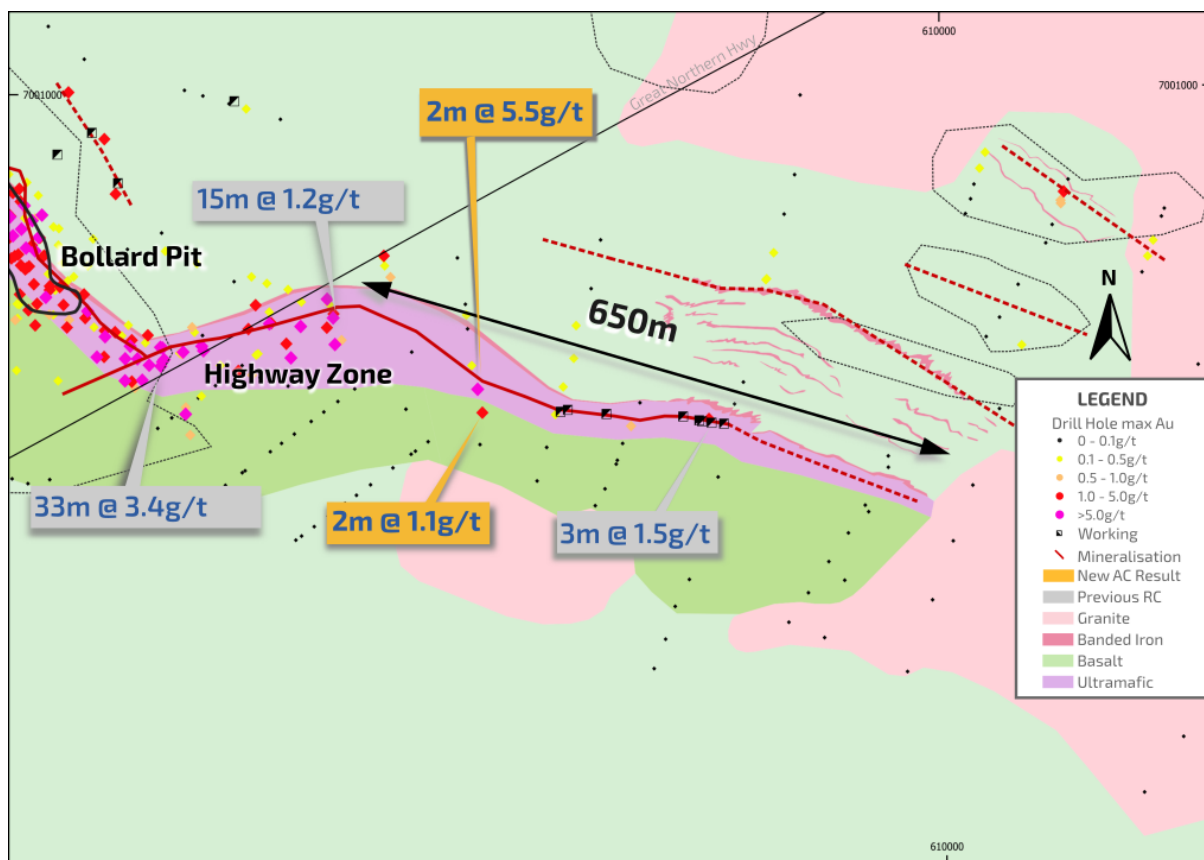 610000
Great Northern Hwy
7001000
7001000
2m @ 5.5g/t
15m @ 1.2g/t
Bollard Pit
N
650m
Highway Zone
33m @ 3.4g/t
2m @ 1.1g/t
3m @ 1.5g/t
LEGEND
Drill Hole max Au
0 - 0.1g/t
0.1 - 0.5g/t
0.5 - 1.0g/t
1.0 - 5.0g/t
>5.0g/t
Working
Mineralisation
New AC Result
Previous RC
Granite
Banded Iron
Basalt
Ultramafic
610000